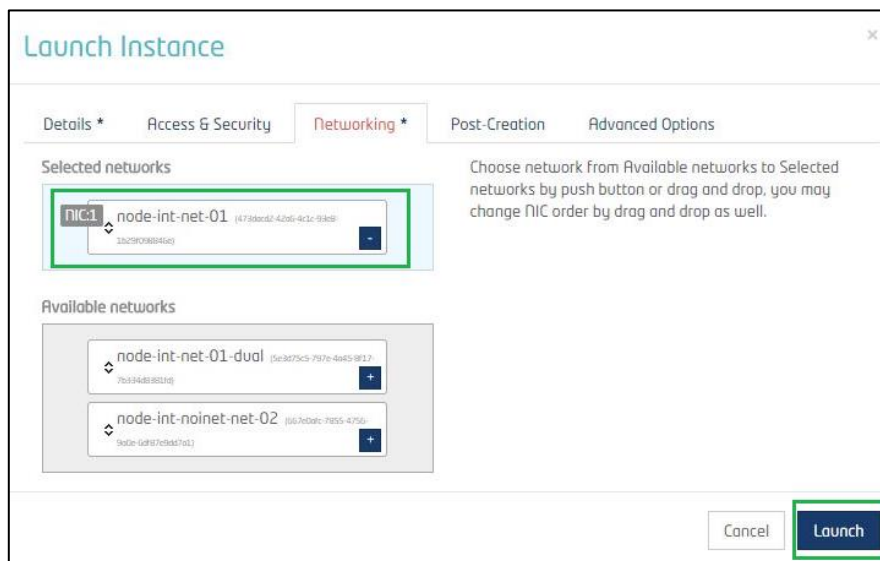 Launch Instance
×
Details *
Access & Security
Networking *
Post-Creation
Advanced Options
Selected networks
NIC:1
node-int-net-01
-
Available networks
node-int-net-01-dual
+
node-int-noinet-net-02
+
Choose network from Available networks to Selected
networks by push button or drag and drop, you may
change NIC order by drag and drop as well.
Cancel
Launch